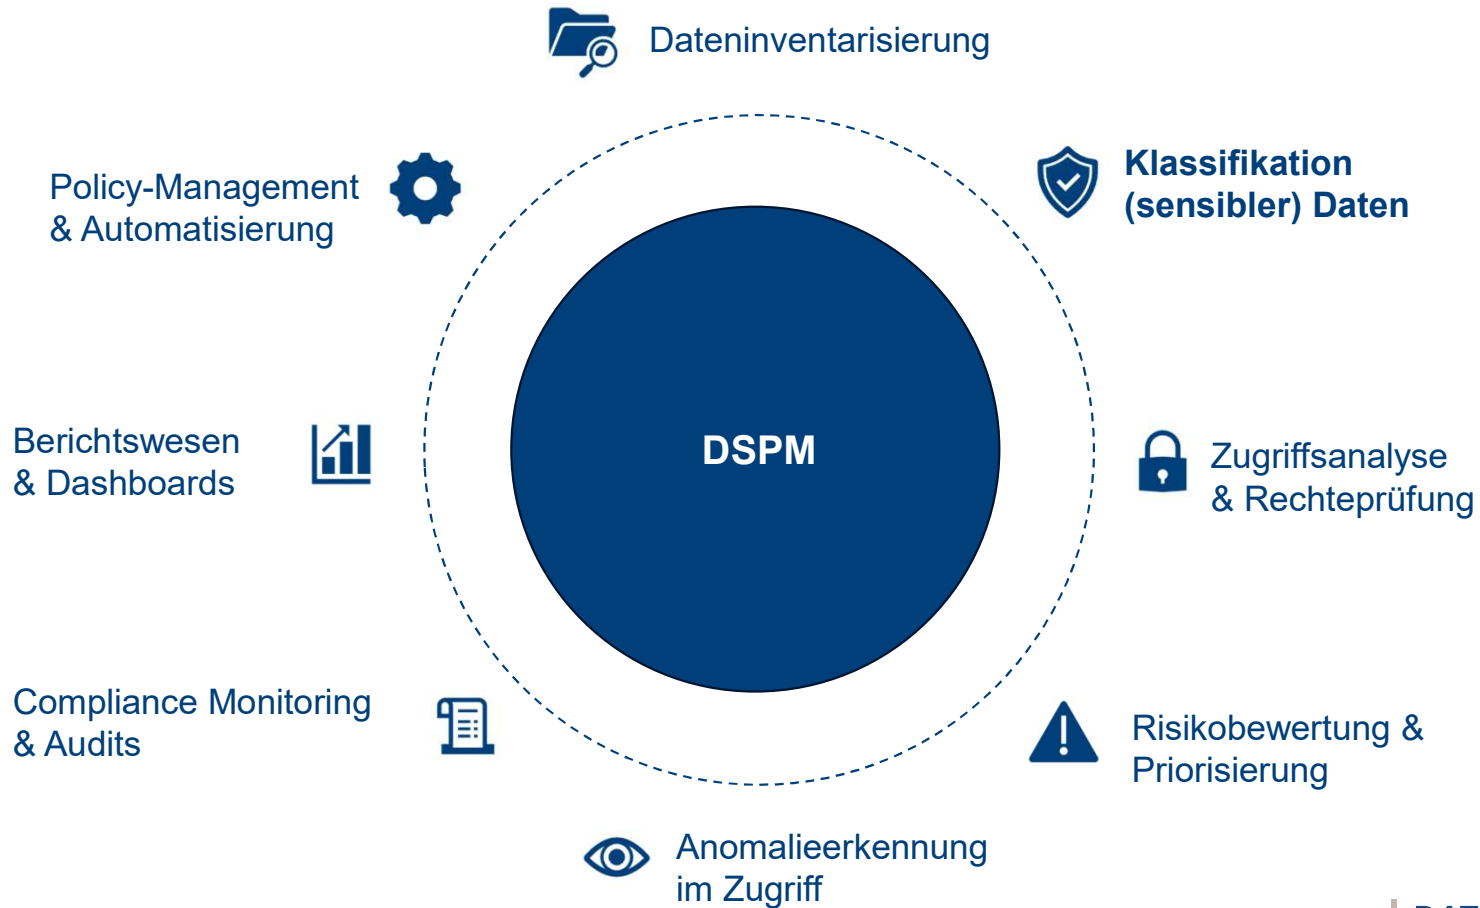 Dateninventarisierung
Klassifikation
(sensibler) Daten
Policy-Management
& Automatisierung
DSPM
Berichtswesen
& Dashboards
Zugriffsanalyse
& Rechteprüfung
Compliance Monitoring
& Audits
Risikobewertung &
Priorisierung
Anomalieerkennung
im Zugriff